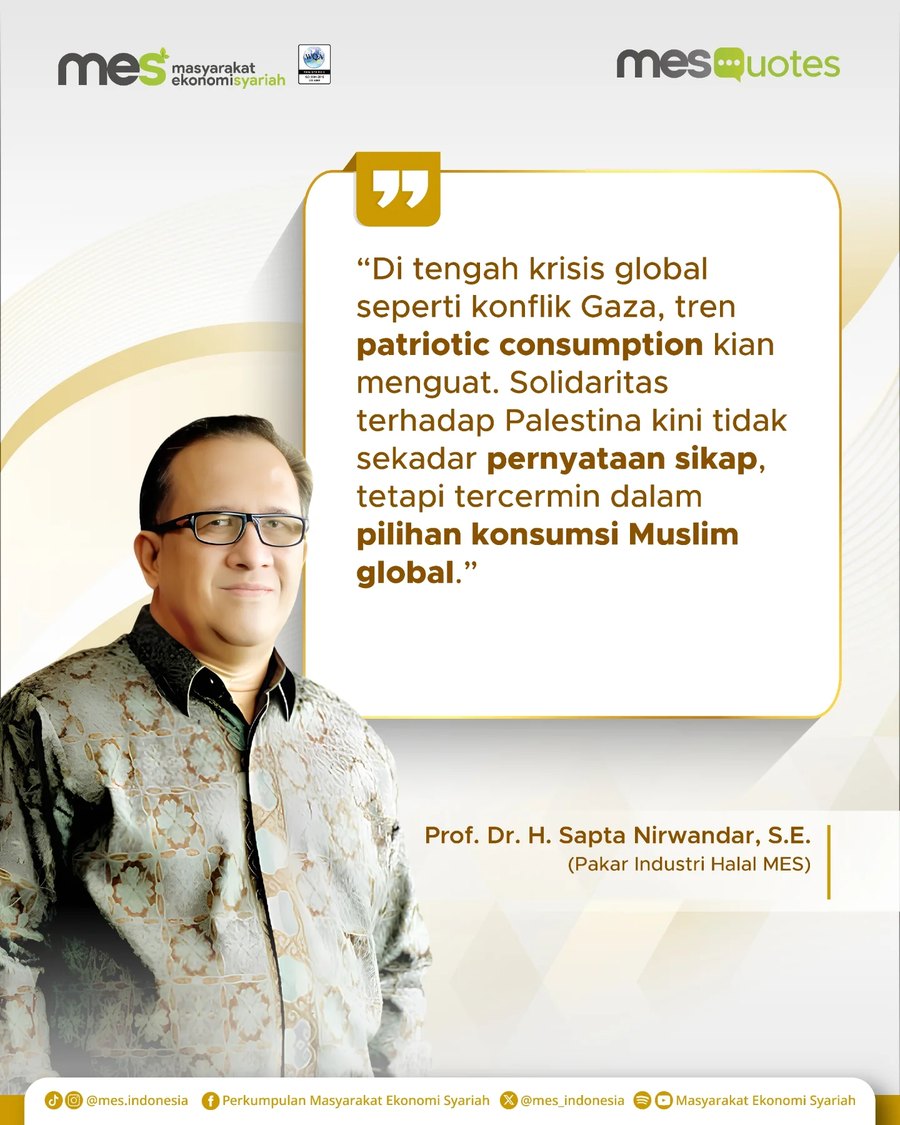 mes masyarakat
ekonomisyariah
WQA
mesQuotes
“Di tengah krisis global
seperti konflik Gaza, tren
patriotic consumption kian
menguat. Solidaritas
terhadap Palestina kini tidak
sekadar pernyataan sikap,
tetapi tercermin dalam
pilihan konsumsi Muslim
global.”
Prof. Dr. H. Sapta Nirwandar, S.E.
(Pakar Industri Halal MES)
@mes.indonesia Perkumpulan Masyarakat Ekonomi Syariah @mes_indonesia Masyarakat Ekonomi Syariah